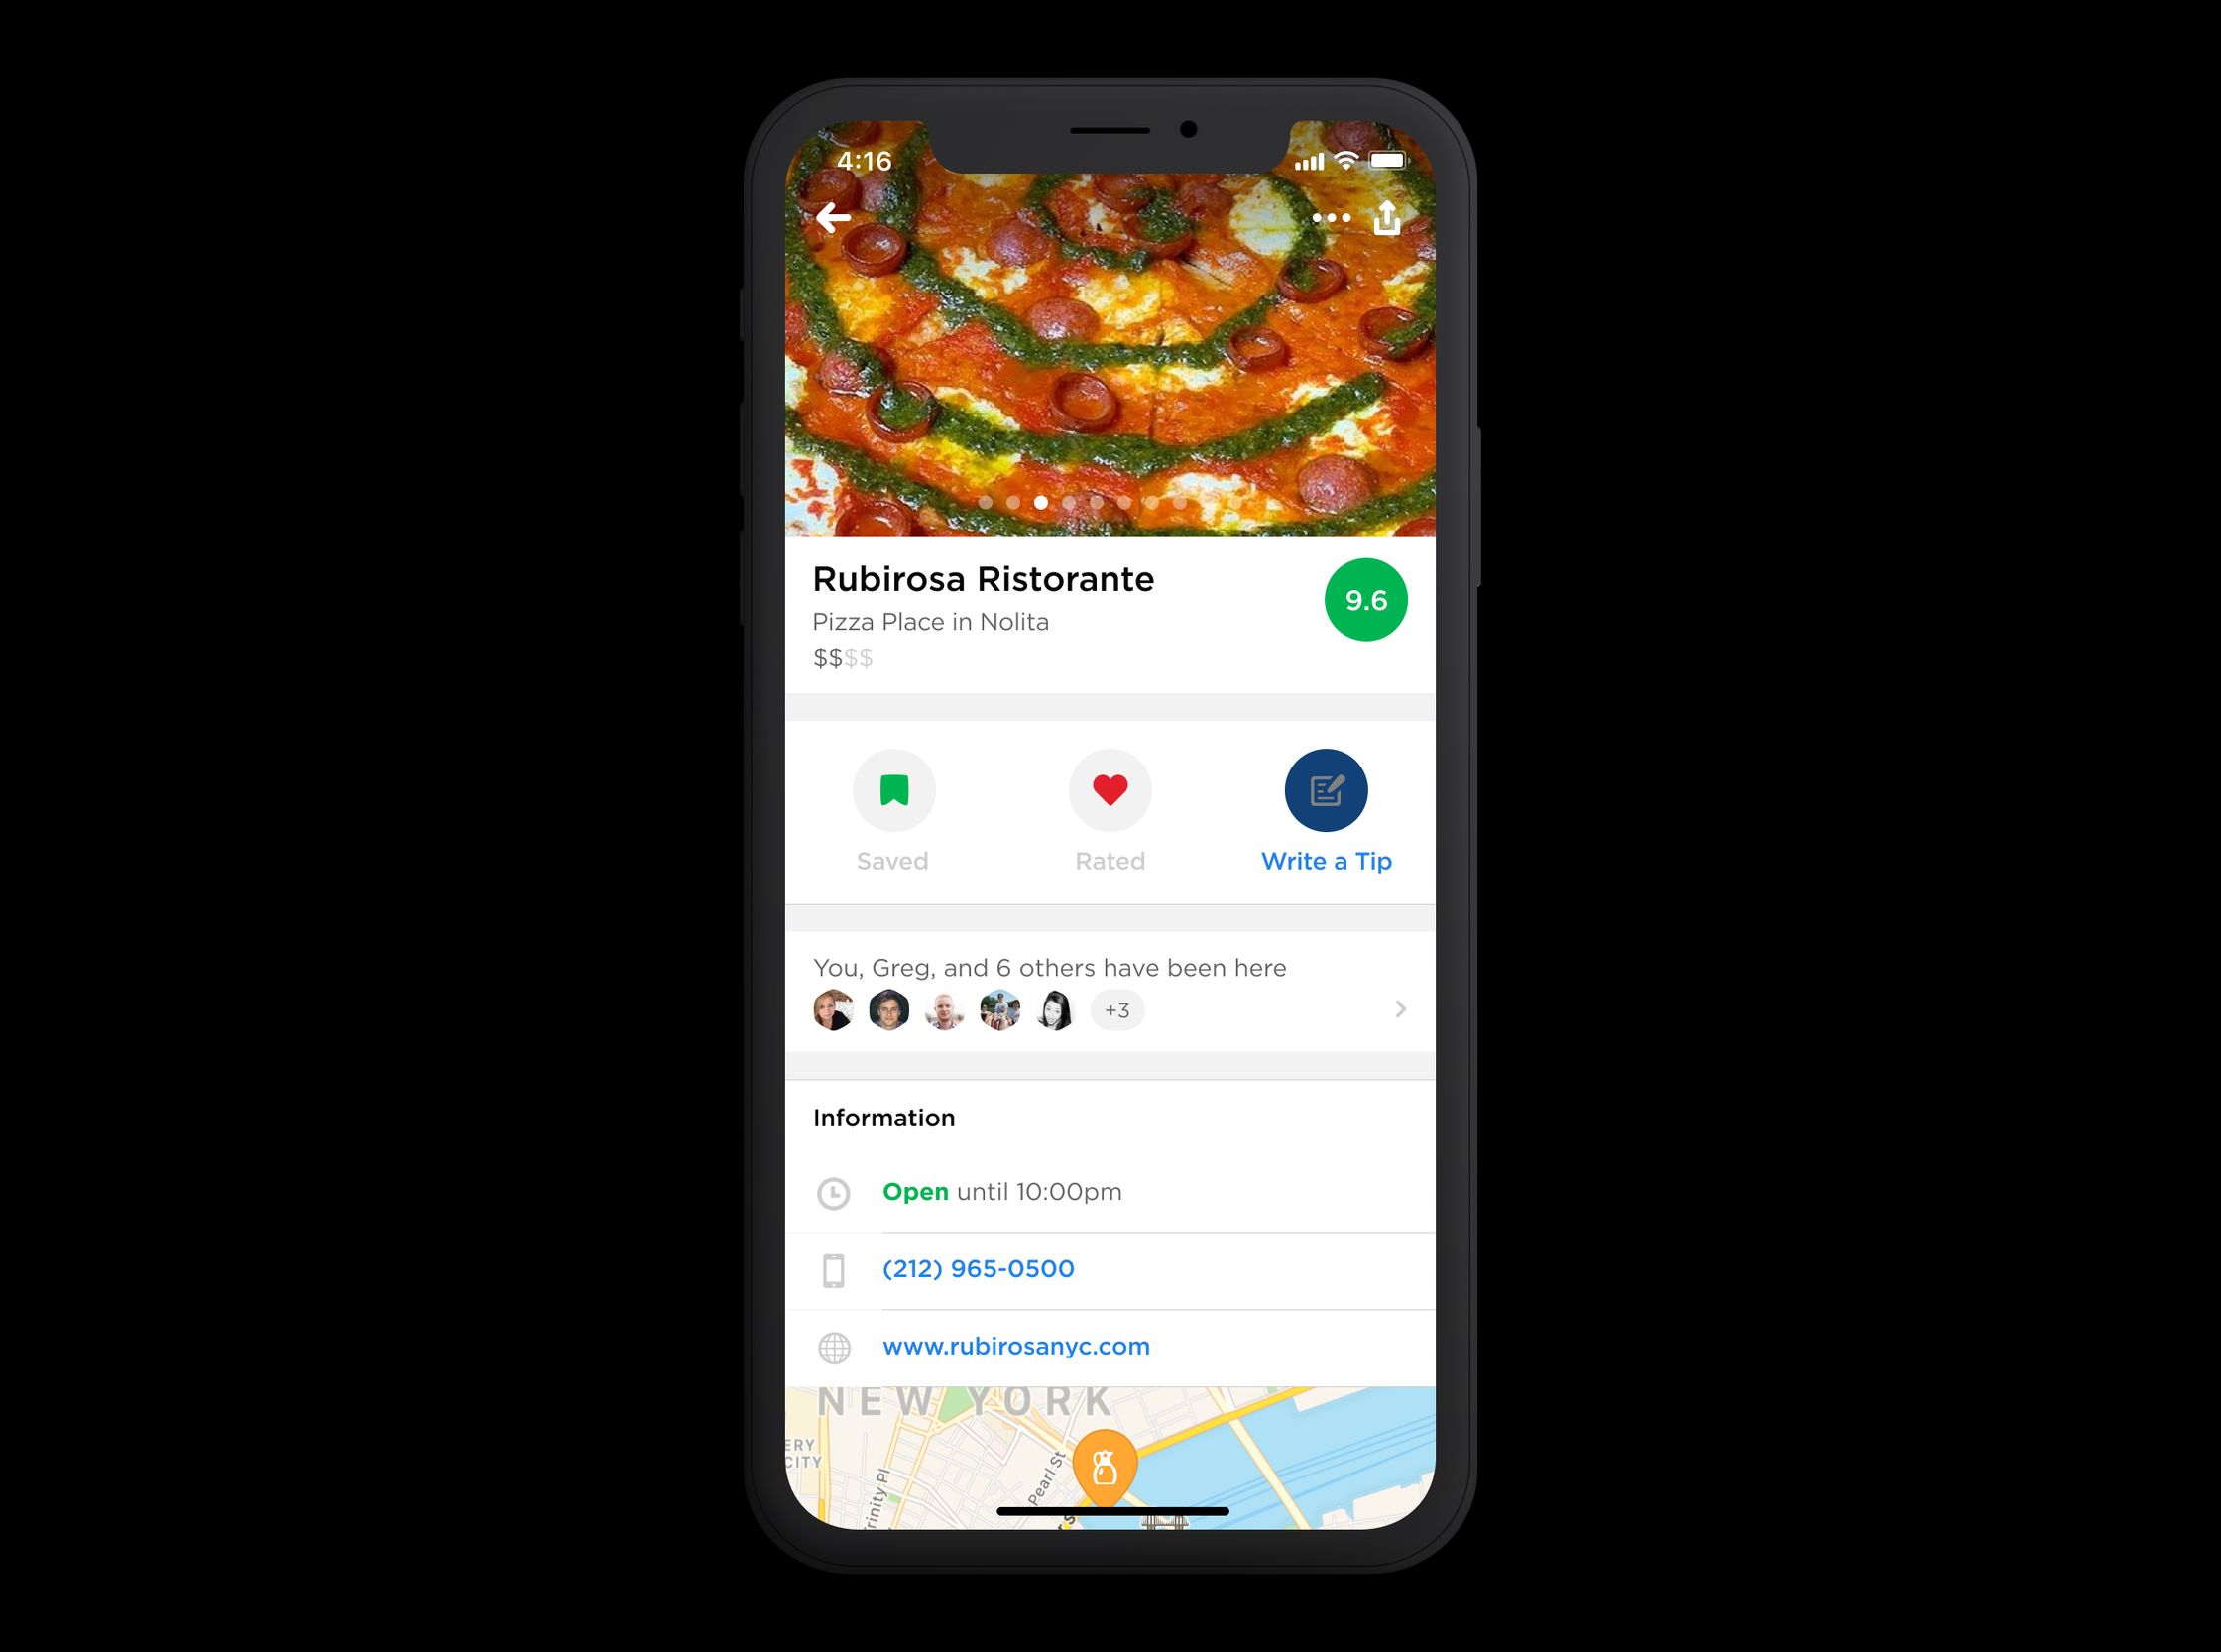 4:16
Rubirosa Ristorante
9.6
Pizza Place in Nolita
$$$$
Saved
Rated
Write a Tip
You, Greg, and 6 others have been here
+3
Information
Open until 10:00pm
(212) 965-0500
www.rubirosanyc.com
NEW YORK
ERY
CITY
Pearl St
rinity Pl